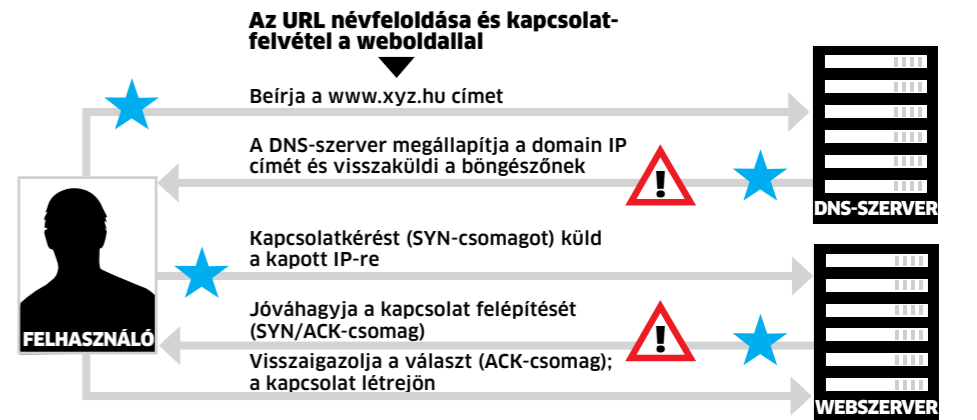 Az URL névfeloldása és kapcsolat-
felvétel a weboldallal
Beírja a www.xyz.hu címet
A DNS-szerver megállapítja a domain IP
címét és visszaküldi a böngészőnek
!
DNS-SZERVER
Kapcsolatkérést (SYN-csomagot) küld
a kapott IP-re
FELHASZNÁLÓ
Jóváhagyja a kapcsolat felépítését
(SYN/ACK-csomag)
!
Visszaigazolja a választ (ACK-csomag);
a kapcsolat létrejön
WEBSZERVER